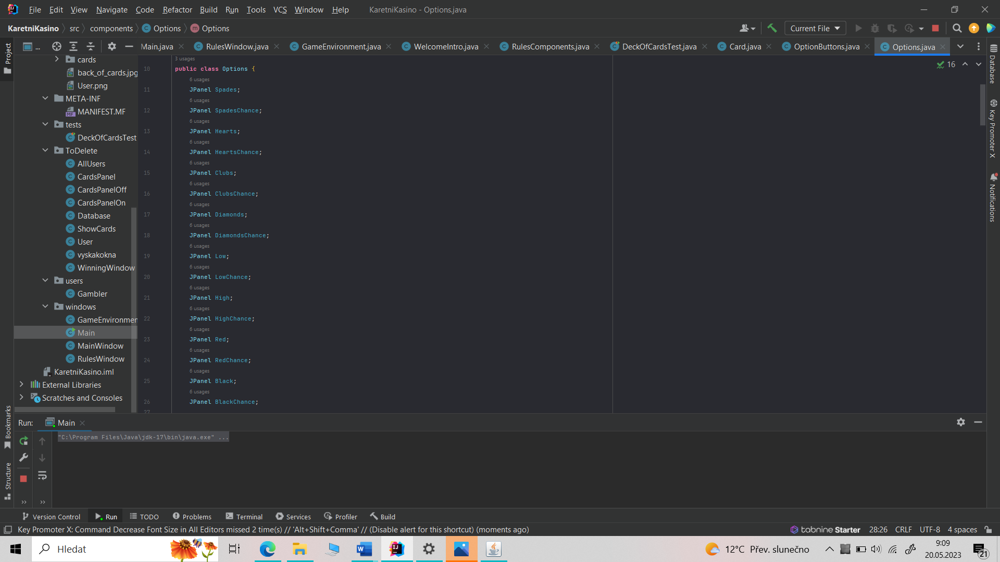 File Edit View Navigate Code Refactor Build Run Tools VCS Window Help KaretniKasino - Options.java
KaretniKasino src components Options Options
Current File
Project
... Main.java RulesWindow.java GameEnvironment.java WelcomeIntro.java RulesComponents.java DeckOfCardsTest.java Card.java OptionButtons.java Options.java
cards
back_of_cards.jpg
User.png
META-INF
MANIFEST.MF
tests
DeckOfCardsTest
ToDelete
AllUsers
CardsPanel
CardsPanelOff
CardsPanelOn
Database
ShowCards
User
vyskakokna
WinningWindow
users
Gambler
windows
GameEnvironmen
Main
MainWindow
RulesWindow
KaretniKasino.iml
External Libraries
Scratches and Consoles
3 usages
10 public class Options {
6 usages
11 JPanel Spades;
6 usages
12 JPanel SpadesChance;
6 usages
13 JPanel Hearts;
6 usages
14 JPanel HeartsChance;
6 usages
15 JPanel Clubs;
6 usages
16 JPanel ClubsChance;
6 usages
17 JPanel Diamonds;
6 usages
18 JPanel DiamondsChance;
6 usages
19 JPanel Low;
6 usages
20 JPanel LowChance;
6 usages
21 JPanel High;
6 usages
22 JPanel HighChance;
6 usages
23 JPanel Red;
6 usages
24 JPanel RedChance;
6 usages
25 JPanel Black;
6 usages
26 JPanel BlackChance;
27
16
Database
Key Promoter X
Notifications
Bookmarks
Structure
Run: Main
"C:\Program Files\Java\jdk-17\bin\java.exe" ...
Version Control Run TODO Problems Terminal Services Profiler Build
Key Promoter X: Command Decrease Font Size in All Editors missed 2 time(s) // 'Alt+Shift+Comma' // (Disable alert for this shortcut) (moments ago)
tabnine Starter 28:26 CRLF UTF-8 4 spaces
Hledat
12°C Přev. slunečno
9:09
20.05.2023
21